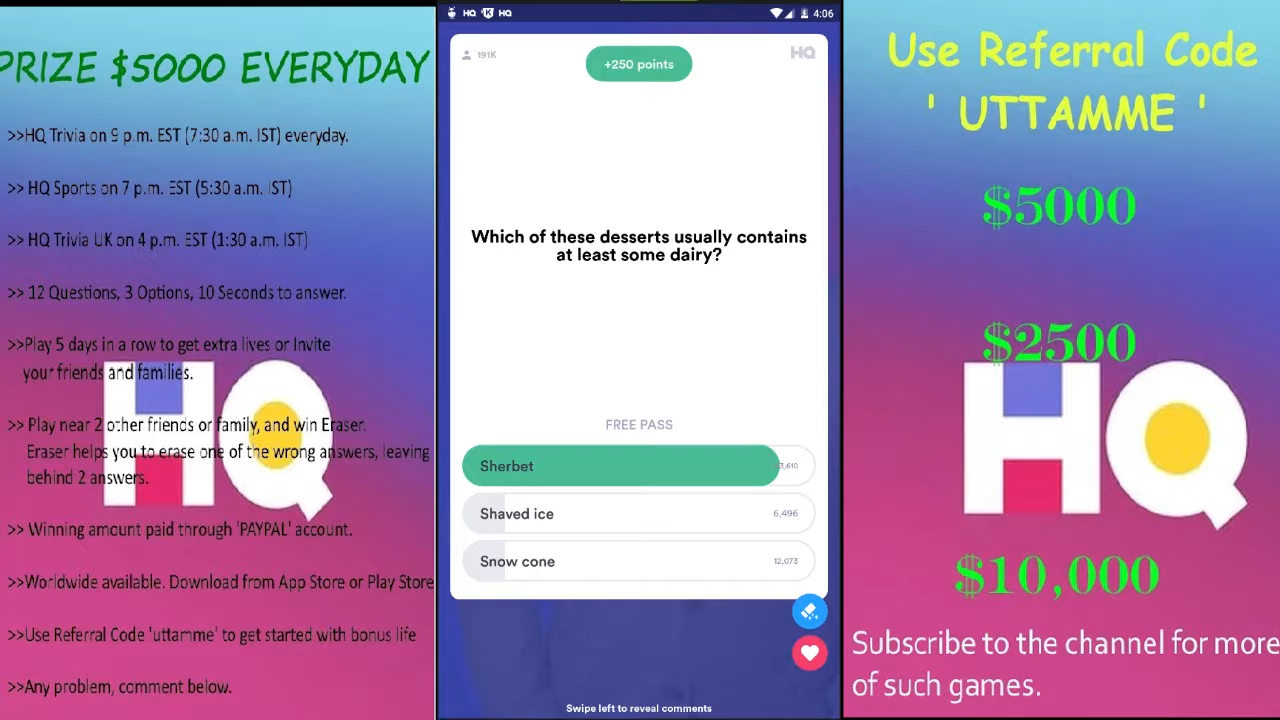 PRIZE $5000 EVERYDAY
>>HQ Trivia on 9 p.m. EST (7:30 a.m. IST) everyday.
>> HQ Sports on 7 p.m. EST (5:30 a.m. IST)
>> HQ Trivia UK on 4 p.m. EST (1:30 a.m. IST)
>> 12 Questions, 3 Options, 10 Seconds to answer.
>>Play 5 days in a row to get extra lives or Invite
your friends and families.
>> Play near 2 other friends or family, and win Eraser.
Eraser helps you to erase one of the wrong answers, leaving
behind 2 answers.
>> Winning amount paid through 'PAYPAL' account.
>>Worldwide available. Download from App Store or Play Store
>>Use Referral Code 'uttamme' to get started with bonus life
>>Any problem, comment below.
HQ
HQ HQ 4:06
191K
+250 points
HQ
Which of these desserts usually contains
at least some dairy?
FREE PASS
Sherbet
Shaved ice 6,496
Snow cone 12,073
Swipe left to reveal comments
Use Referral Code
' UTTAMME '
$5000
$2500
HQ
$10,000
Subscribe to the channel for more
of such games.